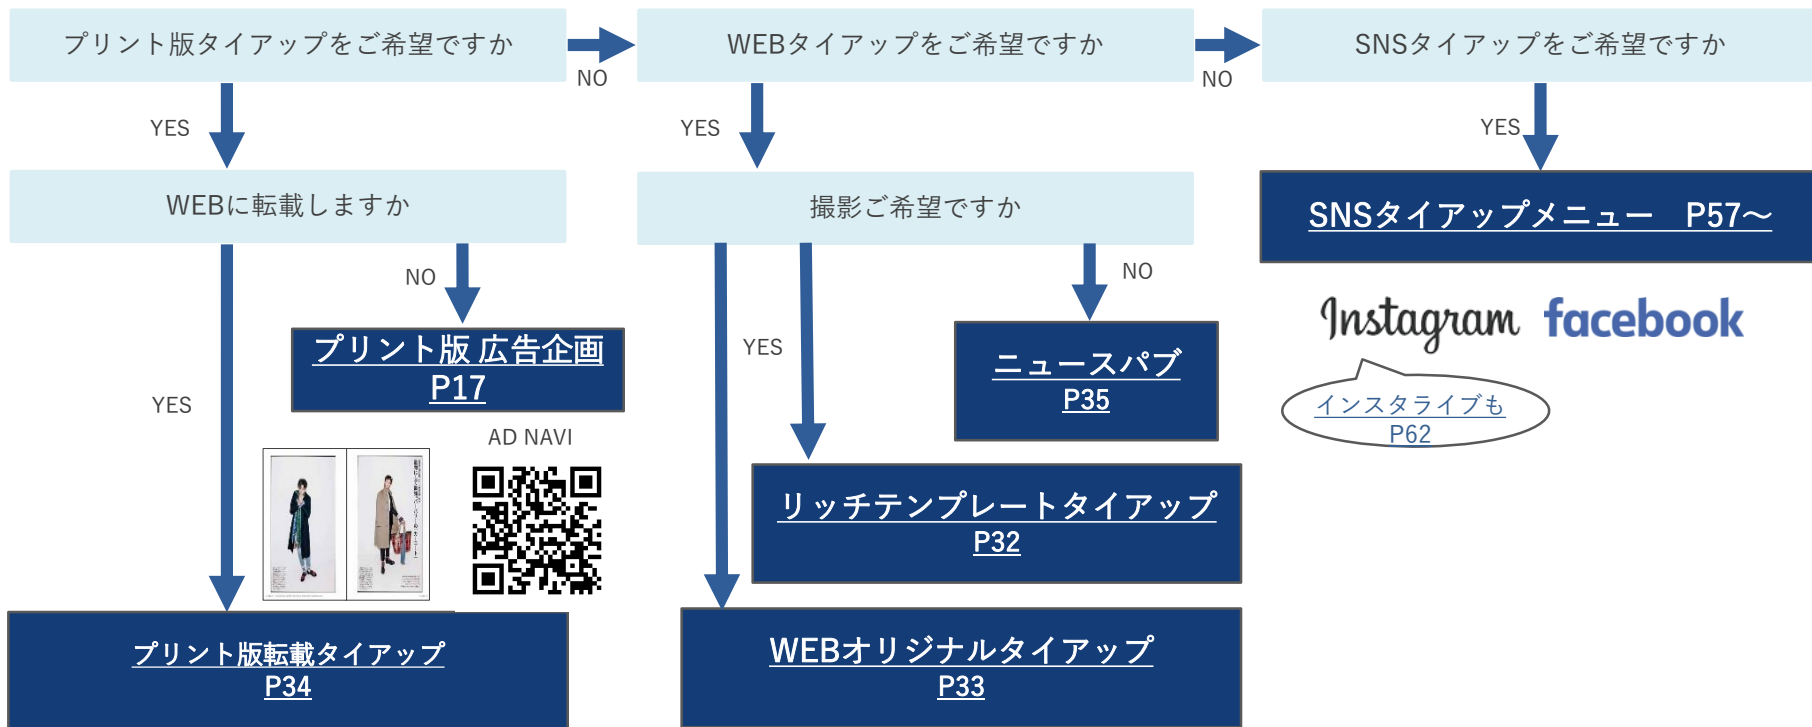 プリント版タイアップをご希望ですか
NO
WEBタイアップをご希望ですか
NO
SNSタイアップをご希望ですか
YES
YES
YES
WEBに転載しますか
撮影ご希望ですか
SNSタイアップメニュー　P57～
NO
NO
YES
YES
プリント版 広告企画
P17
ニュースパブ
P35
Instagram facebook
インスタライブも
P62
AD NAVI
リッチテンプレートタイアップ
P32
プリント版転載タイアップ
P34
WEBオリジナルタイアップ
P33